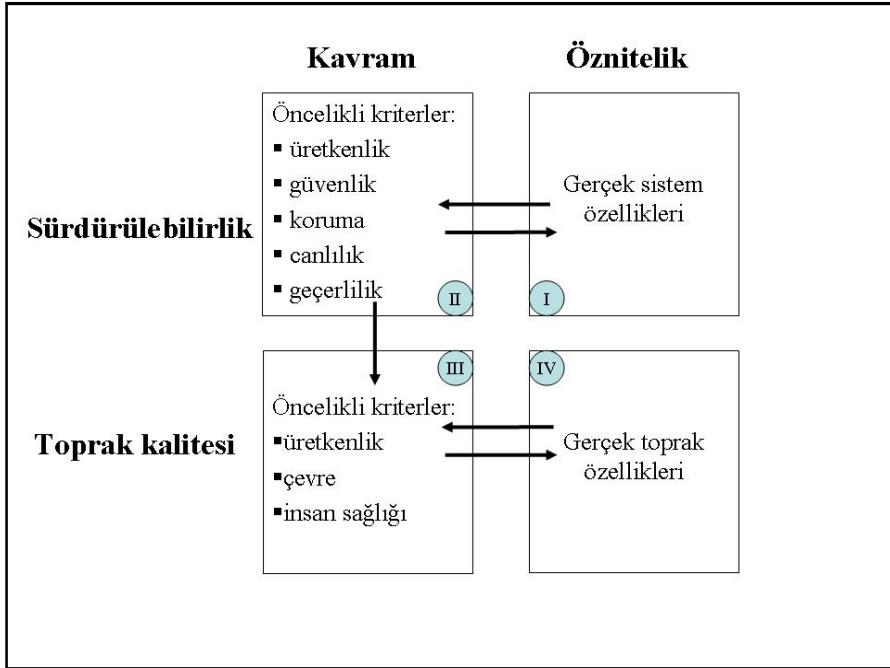 Kavram
Öznitelik
Sürdürülebilirlik
Öncelikli kriterler:
▪ üretkenlik
▪ güvenlik
▪ koruma
▪ canlılık
▪ geçerlilik
II
Gerçek sistem
özellikleri
I
Toprak kalitesi
III
Öncelikli kriterler:
▪üretkenlik
▪çevre
▪insan sağlığı
IV
Gerçek toprak
özellikleri